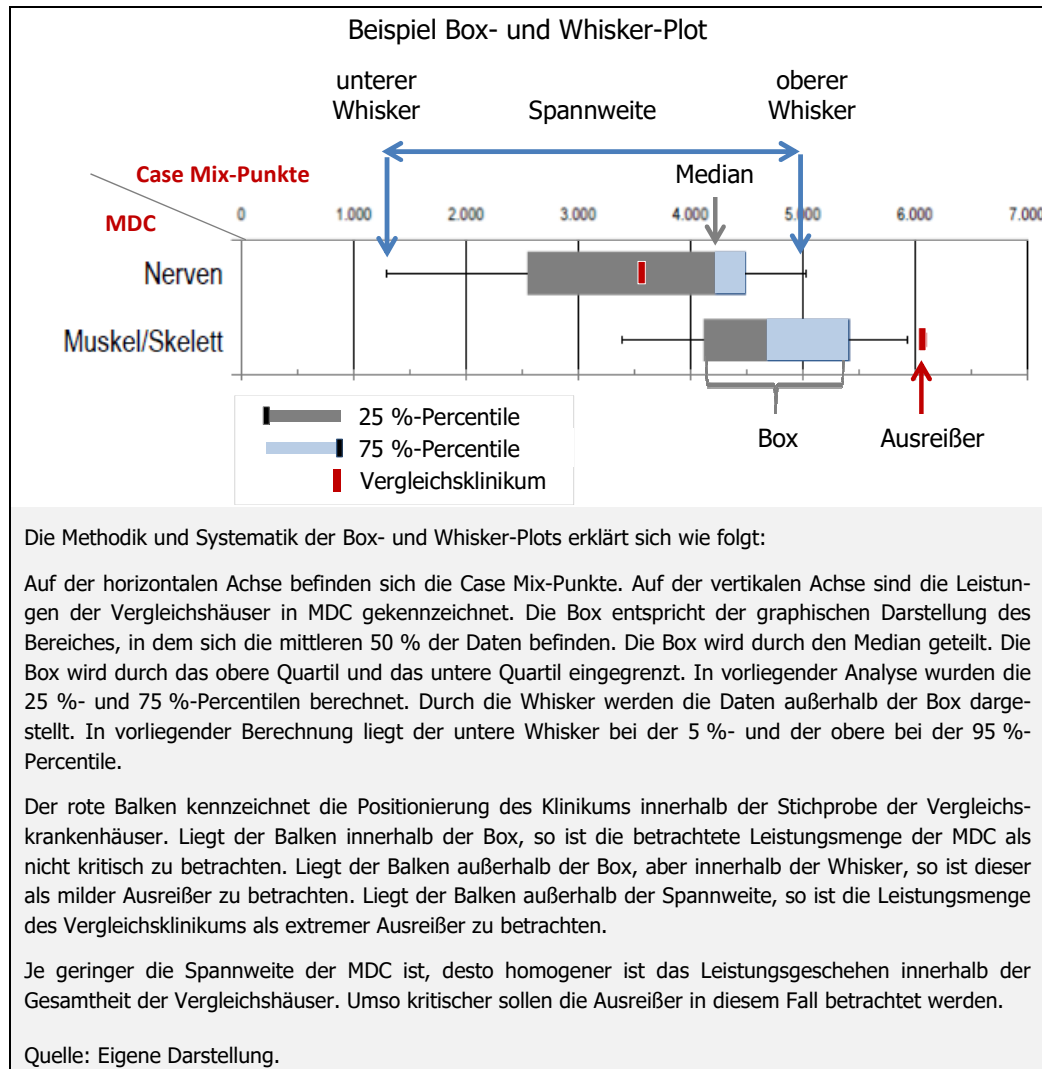 Beispiel Box- und Whisker-Plot
unterer
Whisker
Spannweite
oberer
Whisker
Case Mix-Punkte
Median
MDC
0 1.000 2.000 3.000 4.000 5.000 6.000 7.000
Nerven
Muskel/Skelett
25 %-Percentile
75 %-Percentile
Vergleichsklinikum
Box
Ausreißer
Die Methodik und Systematik der Box- und Whisker-Plots erklärt sich wie folgt:
Auf der horizontalen Achse befinden sich die Case Mix-Punkte. Auf der vertikalen Achse sind die Leistun-
gen der Vergleichshäuser in MDC gekennzeichnet. Die Box entspricht der graphischen Darstellung des
Bereiches, in dem sich die mittleren 50 % der Daten befinden. Die Box wird durch den Median geteilt. Die
Box wird durch das obere Quartil und das untere Quartil eingegrenzt. In vorliegender Analyse wurden die
25 %- und 75 %-Percentilen berechnet. Durch die Whisker werden die Daten außerhalb der Box darge-
stellt. In vorliegender Berechnung liegt der untere Whisker bei der 5 %- und der obere bei der 95 %-
Percentile.
Der rote Balken kennzeichnet die Positionierung des Klinikums innerhalb der Stichprobe der Vergleichs-
krankenhäuser. Liegt der Balken innerhalb der Box, so ist die betrachtete Leistungsmenge der MDC als
nicht kritisch zu betrachten. Liegt der Balken außerhalb der Box, aber innerhalb der Whisker, so ist dieser
als milder Ausreißer zu betrachten. Liegt der Balken außerhalb der Spannweite, so ist die Leistungsmenge
des Vergleichsklinikums als extremer Ausreißer zu betrachten.
Je geringer die Spannweite der MDC ist, desto homogener ist das Leistungsgeschehen innerhalb der
Gesamtheit der Vergleichshäuser. Umso kritischer sollen die Ausreißer in diesem Fall betrachtet werden.
Quelle: Eigene Darstellung.